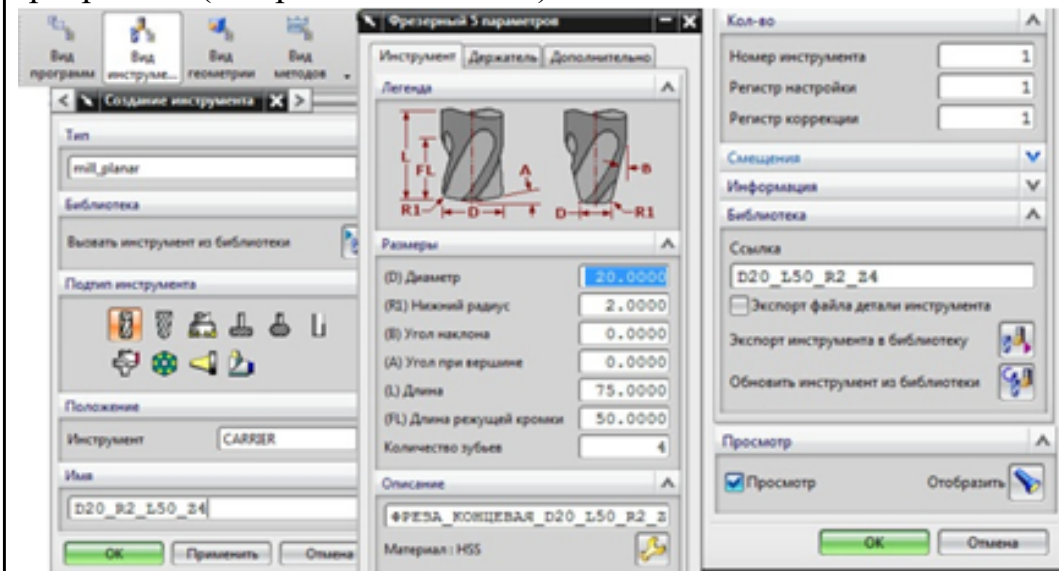 Вид программ
Вид инструме...
Вид геометрии
Вид методов
Создание инструмента
Тип
mill_planar
Библиотека
Вызвать инструмент из библиотеки
Подтип инструмента
Положение
Инструмент CARRIER
Имя
D20_R2_L50_Z4
ОК Применить Отмена
Фрезерный 5 параметров
Инструмент Держатель Дополнительно
Легенда
L FL A B
R1 D D R1
Размеры
(D) Диаметр 20.0000
(R1) Нижний радиус 2.0000
(B) Угол наклона 0.0000
(A) Угол при вершине 0.0000
(L) Длина 75.0000
(FL) Длина режущей кромки 50.0000
Количество зубьев 4
Описание
ФРЕЗА_КОНЦЕВАЯ_D20_L50_R2_Z
Материал : HSS
Кол-во
Номер инструмента 1
Регистр настройки 1
Регистр коррекции 1
Смещения
Информация
Библиотека
Ссылка
D20_L50_R2_Z4
Экспорт файла детали инструмента
Экспорт инструмента в библиотеку
Обновить инструмент из библиотеки
Просмотр
Просмотр Отобразить
ОК Отмена